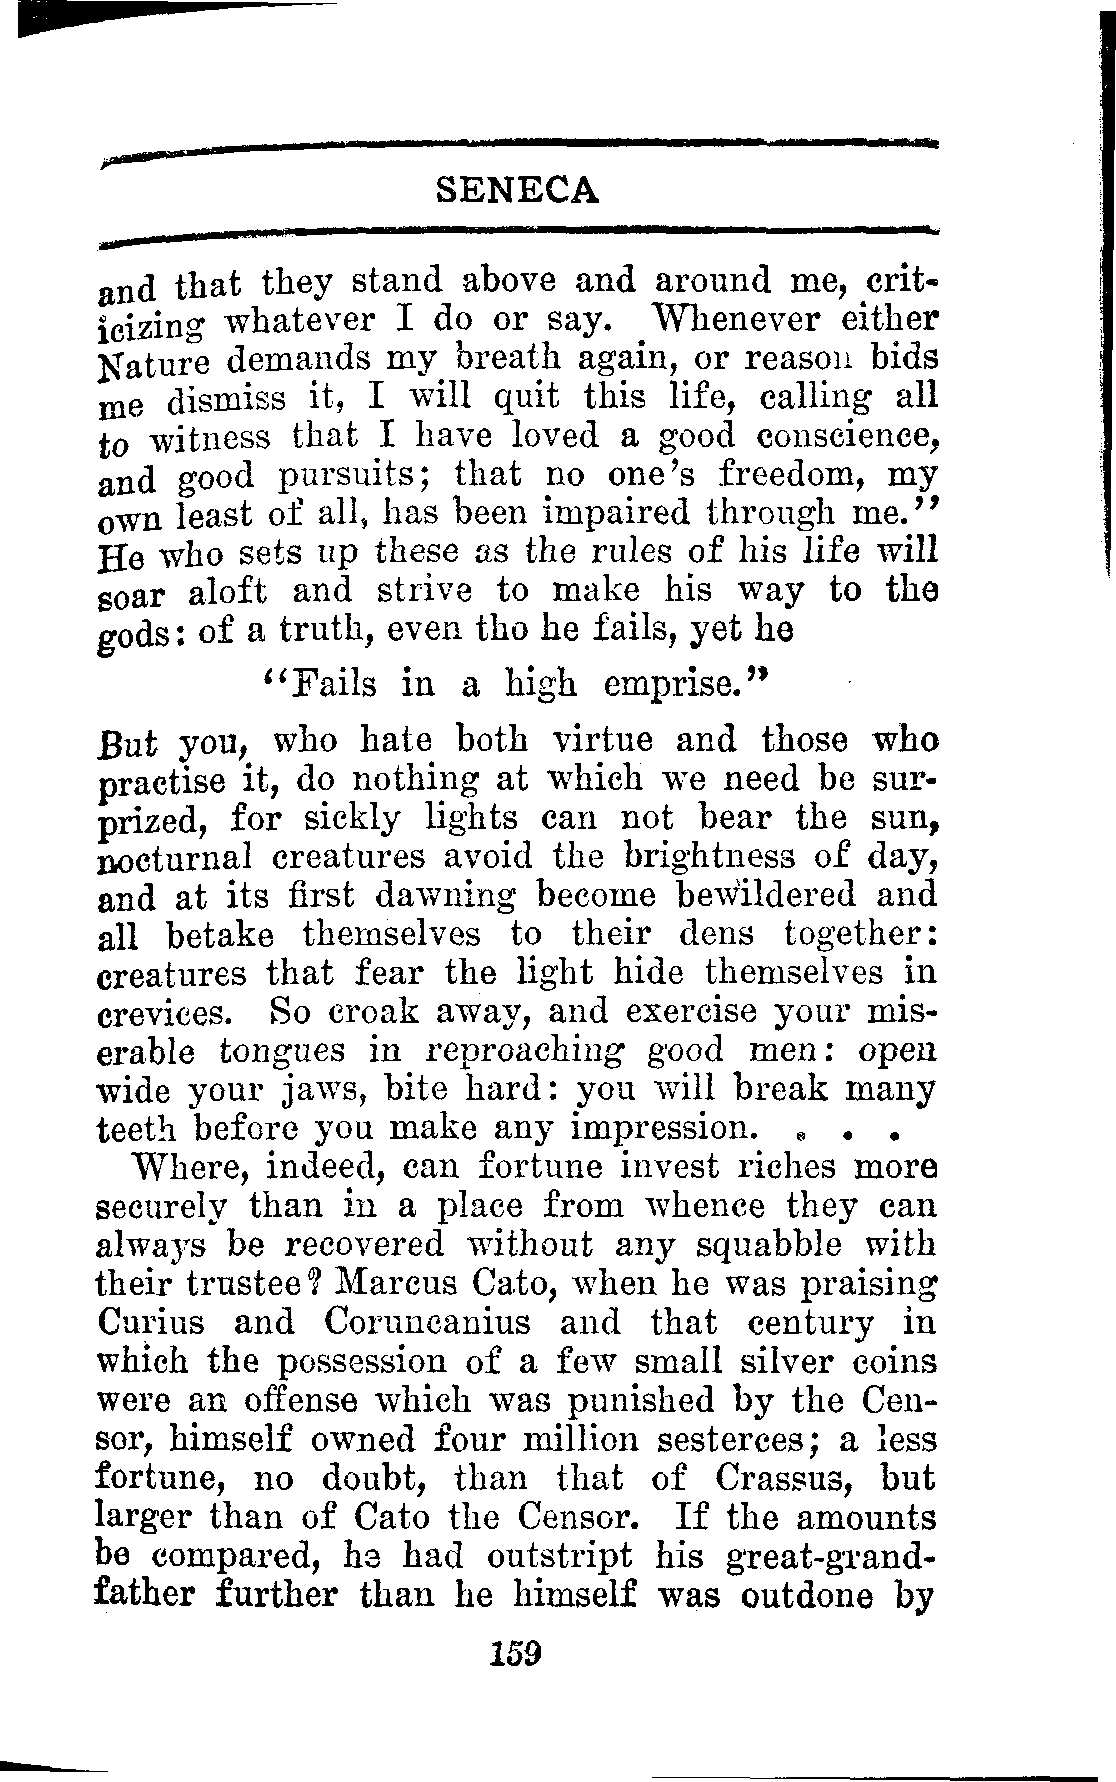 SENECA
and that they stand above and around me, crit-
icizing whatever I do or say. Whenever either
Nature demands my breath again, or reason bids
me dismiss it, I will quit this life, calling all
to witness that I have loved a good conscience,
and good pursuits; that no one's freedom, my
own least of all, has been impaired through me."
He who sets up these as the rules of his life will
soar aloft and strive to make his way to the
gods: of a truth, even tho he fails, yet he
"Fails in a high emprise."
But you, who hate both virtue and those who
practise it, do nothing at which we need be sur-
prized, for sickly lights can not bear the sun,
nocturnal creatures avoid the brightness of day,
and at its first dawning become bewildered and
all betake themselves to their dens together:
creatures that fear the light hide themselves in
crevices. So croak away, and exercise your mis-
erable tongues in reproaching good men: open
wide your jaws, bite hard: you will break many
teeth before you make any impression. . . .
Where, indeed, can fortune invest riches more
securely than in a place from whence they can
always be recovered without any squabble with
their trustee? Marcus Cato, when he was praising
Curius and Coruncanius and that century in
which the possession of a few small silver coins
were an offense which was punished by the Cen-
sor, himself owned four million sesterces; a less
fortune, no doubt, than that of Crassus, but
larger than of Cato the Censor. If the amounts
be compared, he had outstript his great-grand-
father further than he himself was outdone by
159